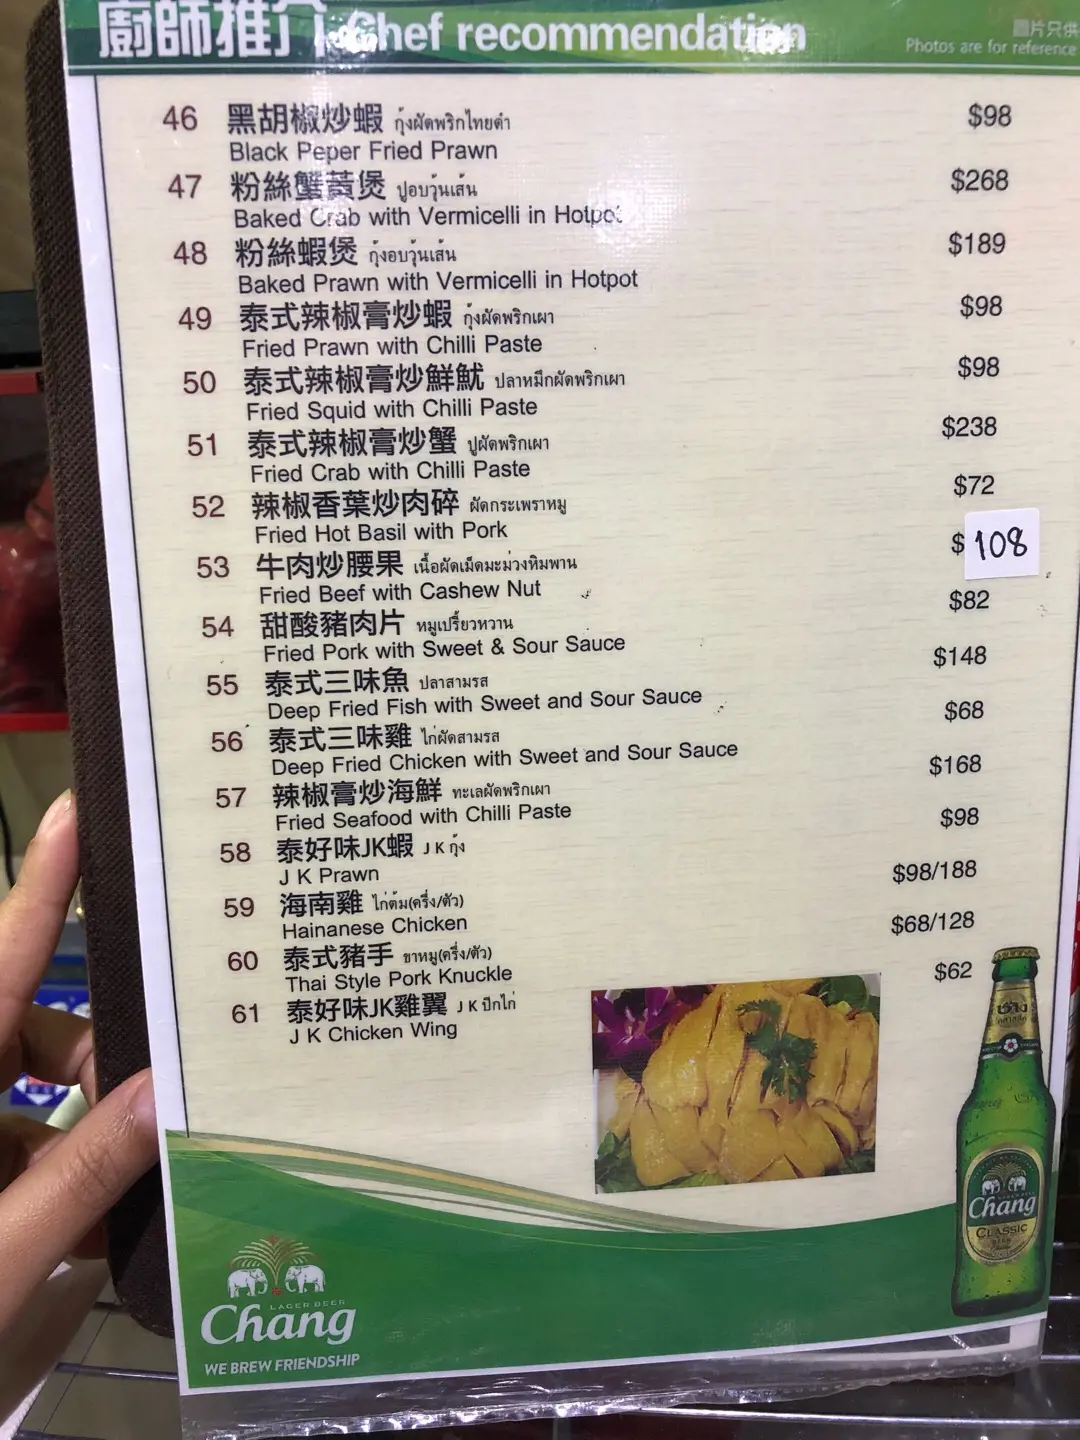 廚師推介 Chef recommendation
片只供
Photos are for reference
46 黑胡椒炒蝦 กุ้งผัดพริกไทยดำ $98
Black Peper Fried Prawn
47 粉絲蟹黃煲 ปูอบวุ้นเส้น $268
Baked Crab with Vermicelli in Hotpot
48 粉絲蝦煲 กุ้งอบวุ้นเส้น $189
Baked Prawn with Vermicelli in Hotpot
49 泰式辣椒膏炒蝦 กุ้งผัดพริกเผา $98
Fried Prawn with Chilli Paste
50 泰式辣椒膏炒鮮魷 ปลาหมึกผัดพริกเผา $98
Fried Squid with Chilli Paste
51 泰式辣椒膏炒蟹 ปูผัดพริกเผา $238
Fried Crab with Chilli Paste
52 辣椒香葉炒肉碎 ผัดกระเพราหมู $72
Fried Hot Basil with Pork
53 牛肉炒腰果 เนื้อผัดเม็ดมะม่วงหิมพาน $108
Fried Beef with Cashew Nut
54 甜酸豬肉片 หมูเปรี้ยวหวาน $82
Fried Pork with Sweet & Sour Sauce
55 泰式三味魚 ปลาสามรส $148
Deep Fried Fish with Sweet and Sour Sauce
56 泰式三味雞 ไก่ผัดสามรส $68
Deep Fried Chicken with Sweet and Sour Sauce
57 辣椒膏炒海鮮 ทะเลผัดพริกเผา $168
Fried Seafood with Chilli Paste
58 泰好味JK蝦 J K กุ้ง $98
J K Prawn
59 海南雞 ไก่ต้ม(ครึ่ง/ตัว) $98/188
Hainanese Chicken
60 泰式豬手 ขาหมู(ครึ่ง/ตัว) $68/128
Thai Style Pork Knuckle
61 泰好味JK雞翼 J K ปีกไก่ $62
J K Chicken Wing
ช้าง
Chang
CLASSIC
BEER
LAGER BEER
Chang
WE BREW FRIENDSHIP